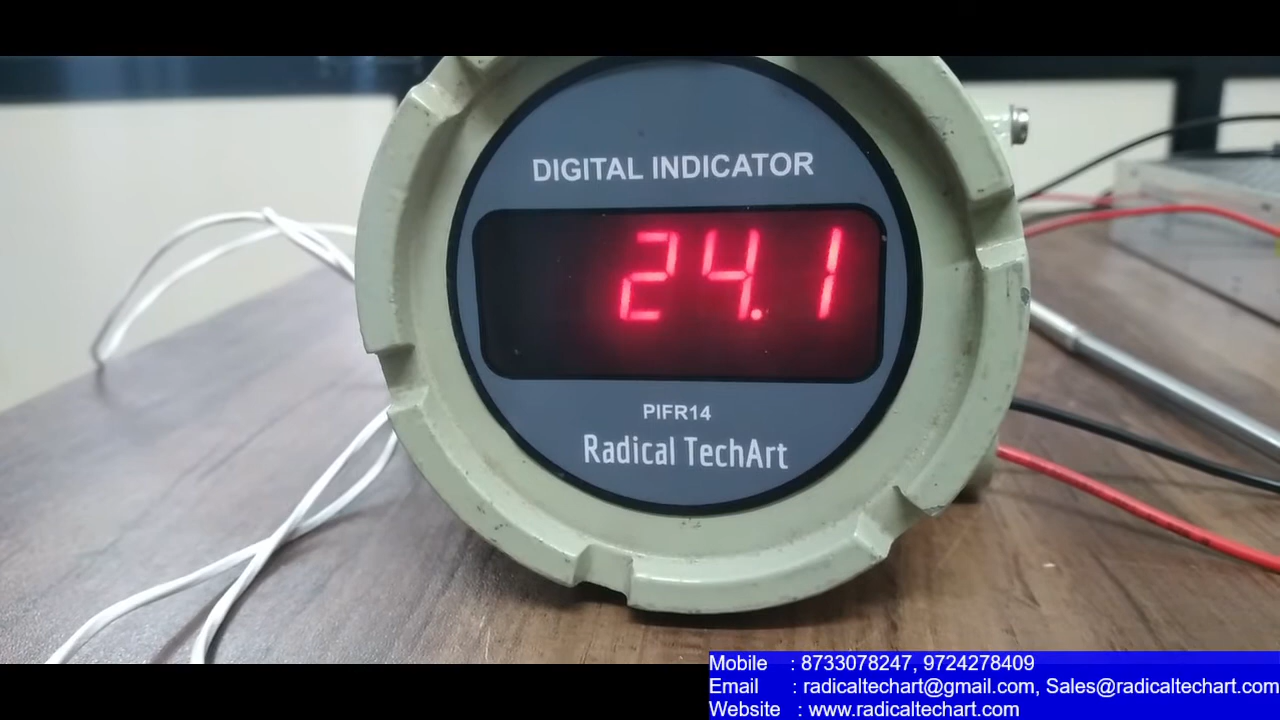 DIGITAL INDICATOR
24.1
PIFR14
Radical TechArt
Mobile : 8733078247, 9724278409
Email : radicaltechart@gmail.com, Sales@radicaltechart.com
Website : www.radicaltechart.com